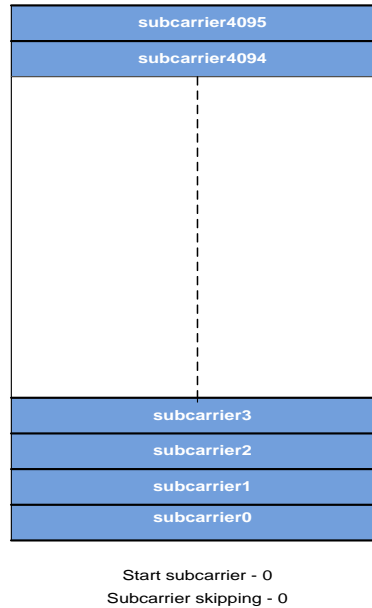 subcarrier4095
subcarrier4094
subcarrier3
subcarrier2
subcarrier1
subcarrier0
Start subcarrier - 0
Subcarrier skipping - 0